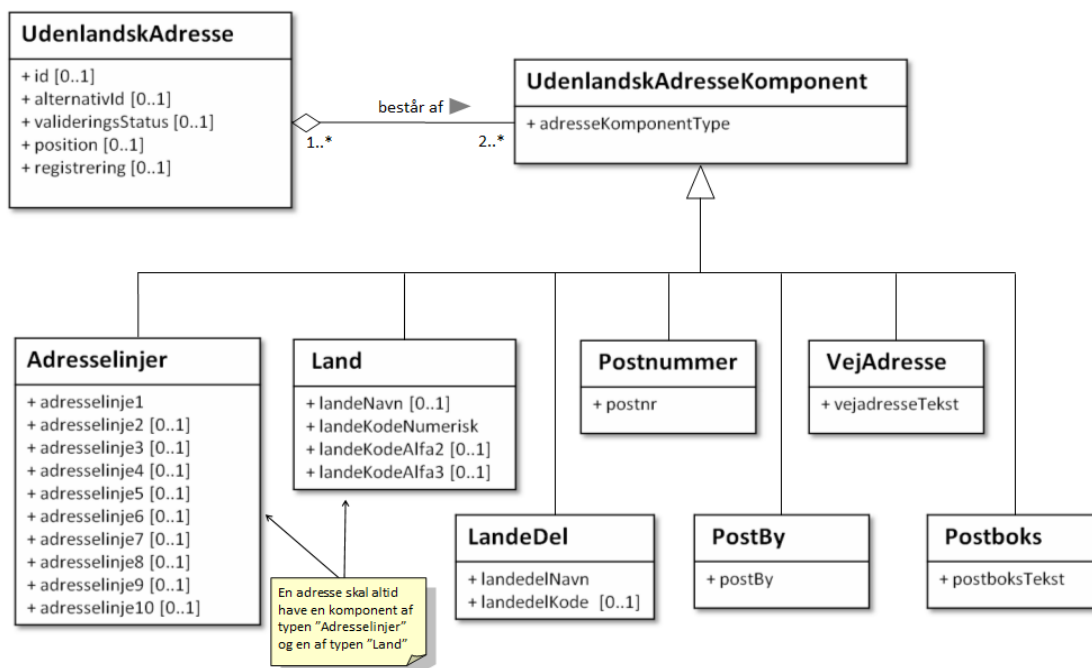 UdenlandskAdresse
+ id [0..1]
+ alternativId [0..1]
+ valideringsStatus [0..1]
+ position [0..1]
+ registrering [0..1]
består af
1..*
2..*
UdenlandskAdresseKomponent
+ adresseKomponentType
Adresselinjer
+ adresselinje1
+ adresselinje2 [0..1]
+ adresselinje3 [0..1]
+ adresselinje4 [0..1]
+ adresselinje5 [0..1]
+ adresselinje6 [0..1]
+ adresselinje7 [0..1]
+ adresselinje8 [0..1]
+ adresselinje9 [0..1]
+ adresselinje10 [0..1]
Land
+ landeNavn [0..1]
+ landeKodeNumerisk
+ landeKodeAlfa2 [0..1]
+ landeKodeAlfa3 [0..1]
Postnummer
+ postnr
VejAdresse
+ vejadresseTekst
LandeDel
+ landedelNavn
+ landedelKode [0..1]
PostBy
+ postBy
Postboks
+ postboksTekst
En adresse skal altid
have en komponent af
typen ”Adresselinjer”
og en af typen ”Land”